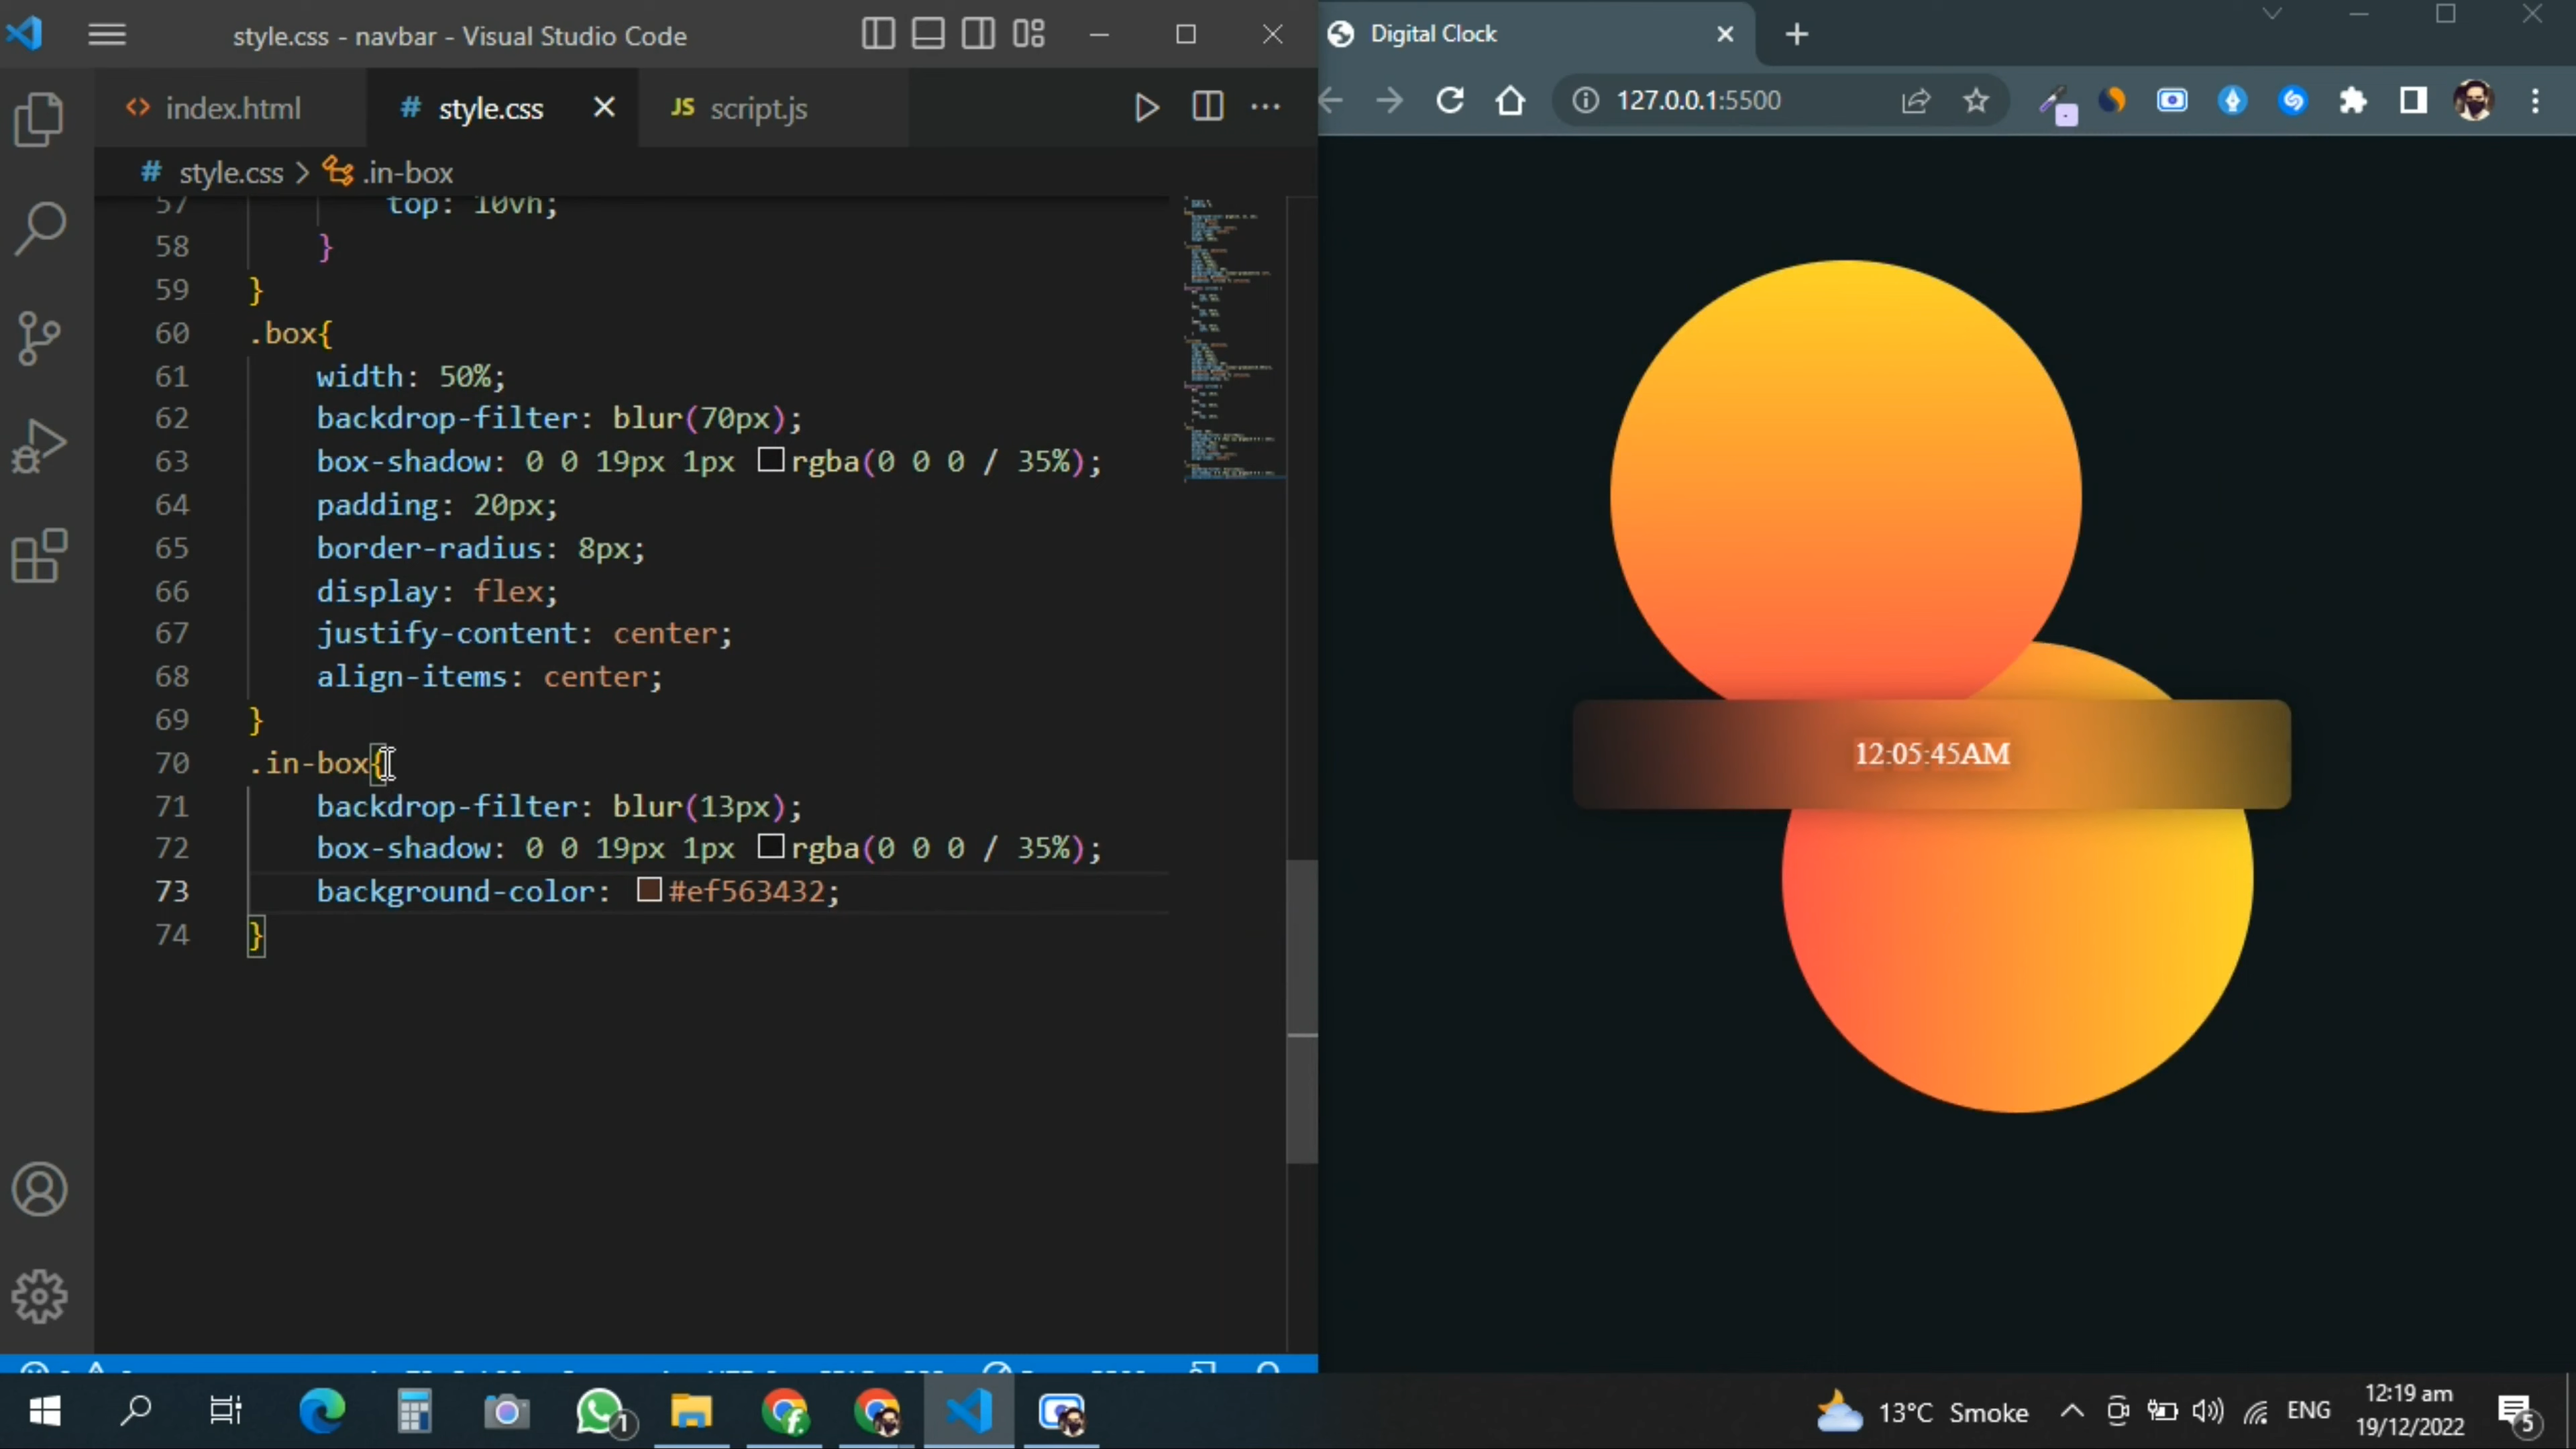 style.css - navbar - Visual Studio Code
index.html
# style.css
JS script.js
# style.css > .in-box
57 top: 10vh;
58 }
59 }
60 .box{
61 width: 50%;
62 backdrop-filter: blur(70px);
63 box-shadow: 0 0 19px 1px rgba(0 0 0 / 35%);
64 padding: 20px;
65 border-radius: 8px;
66 display: flex;
67 justify-content: center;
68 align-items: center;
69 }
70 .in-box{
71 backdrop-filter: blur(13px);
72 box-shadow: 0 0 19px 1px rgba(0 0 0 / 35%);
73 background-color: #ef563432;
74 }
Digital Clock
127.0.0.1:5500
12:05:45AM
1
13°C Smoke
ENG
12:19 am
19/12/2022
5